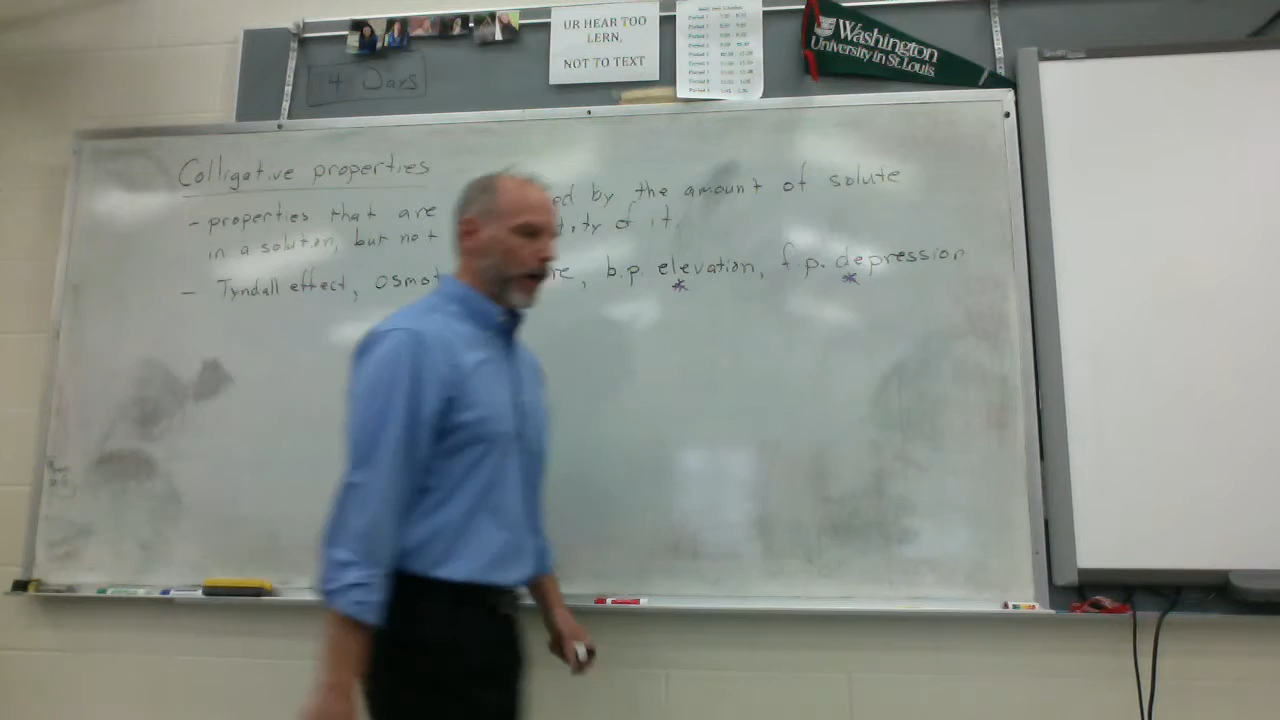 UR HEAR TOO
LERN,
NOT TO TEXT
Washington
University in St. Louis
4 Days
Colligative properties
- properties that are ed by the amount of solute
in a solution, but not tity of it.
- Tyndall effect, osmot re, b.p. elevation, f.p. depression
* *